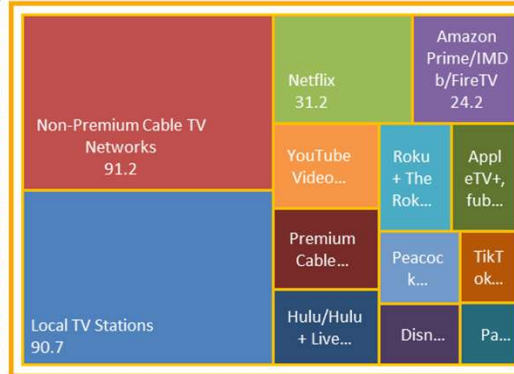 Non-Premium Cable TV
Networks
91.2
Local TV Stations
90.7
Netflix
31.2
Amazon
Prime/IMD
b/FireTV
24.2
YouTube
Video...
Roku
+ The
Rok...
Appl
eTV+,
fub...
Premium
Cable...
Peacoc
k...
TikT
ok...
Hulu/Hulu
+ Live...
Disn...
Pa...